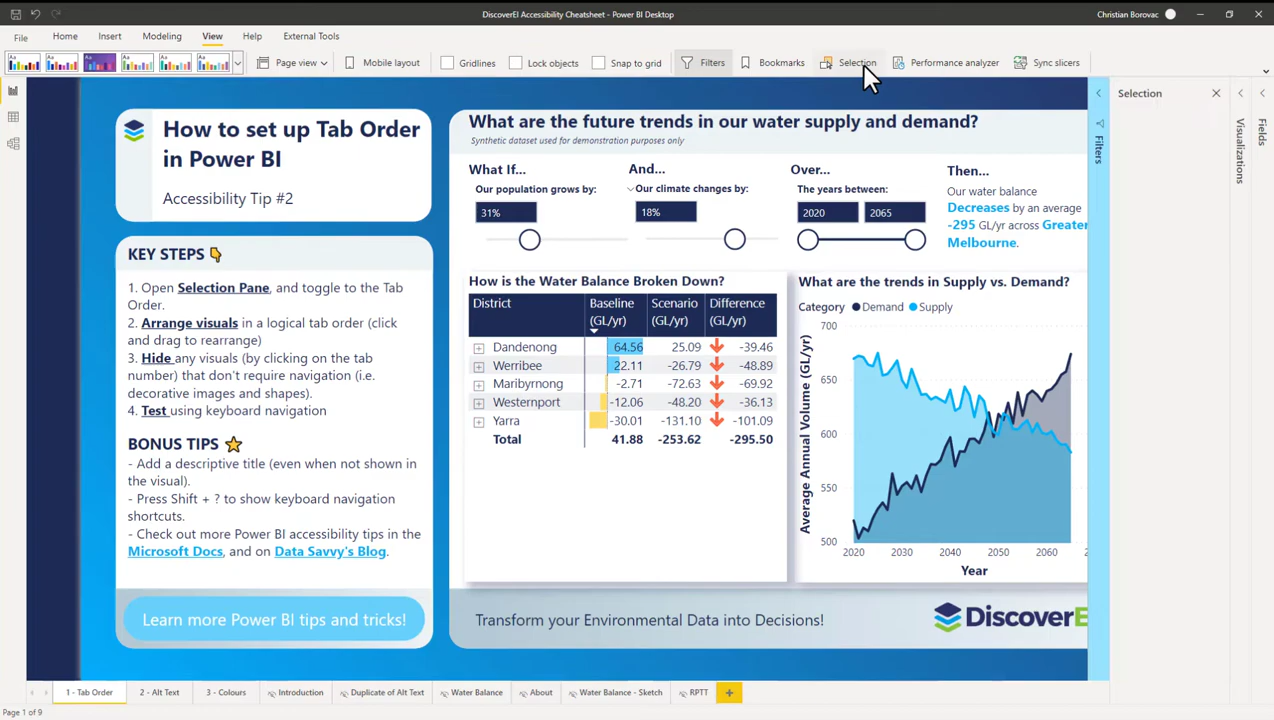 DiscoverEI Accessibility Cheatsheet - Power BI Desktop
Christian Borovac
File Home Insert Modeling View Help External Tools
Aa Aa Aa Aa Aa Aa
Page view Mobile layout Gridlines Lock objects Snap to grid Filters Bookmarks Selection Performance analyzer Sync slicers
How to set up Tab Order
in Power BI
Accessibility Tip #2
KEY STEPS
1. Open Selection Pane, and toggle to the Tab
Order.
2. Arrange visuals in a logical tab order (click
and drag to rearrange)
3. Hide any visuals (by clicking on the tab
number) that don't require navigation (i.e.
decorative images and shapes).
4. Test using keyboard navigation
BONUS TIPS
- Add a descriptive title (even when not shown in
the visual).
- Press Shift + ? to show keyboard navigation
shortcuts.
- Check out more Power BI accessibility tips in the
Microsoft Docs, and on Data Savvy's Blog.
Learn more Power BI tips and tricks!
What are the future trends in our water supply and demand?
Synthetic dataset used for demonstration purposes only
What If...
Our population grows by:
31%
And...
Our climate changes by:
18%
Over...
The years between:
2020 2065
Then...
Our water balance
Decreases by an average
-295 GL/yr across Greater
Melbourne.
How is the Water Balance Broken Down?
District Baseline (GL/yr) Scenario (GL/yr) Difference (GL/yr)
Dandenong 64.56 25.09 -39.46
Werribee 22.11 -26.79 -48.89
Maribyrnong -2.71 -72.63 -69.92
Westernport -12.06 -48.20 -36.13
Yarra -30.01 -131.10 -101.09
Total 41.88 -253.62 -295.50
What are the trends in Supply vs. Demand?
Category Demand Supply
Average Annual Volume (GL/yr)
700
650
600
550
500
2020 2030 2040 2050 2060 2
Year
Transform your Environmental Data into Decisions!
DiscoverE
Filters
Selection
Visualizations
Fields
1 - Tab Order 2 - Alt Text 3 - Colours Introduction Duplicate of Alt Text Water Balance About Water Balance - Sketch RPTT +
Page 1 of 9